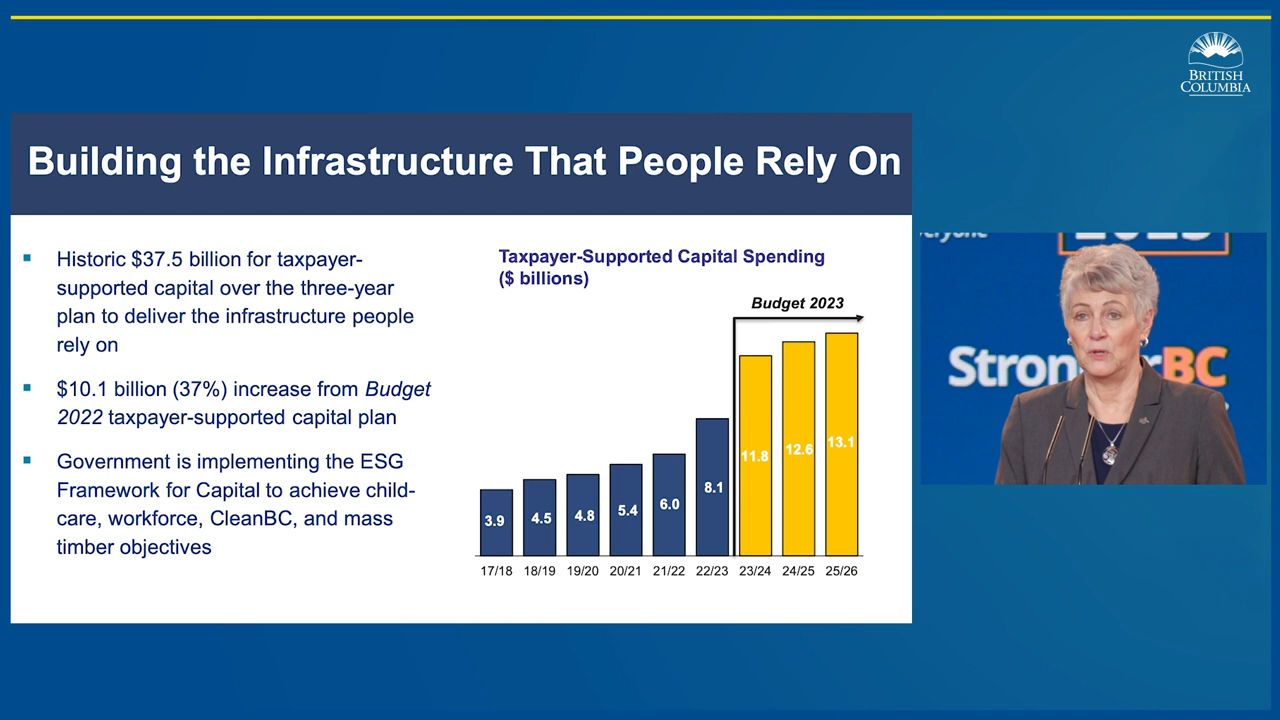 BRITISH
COLUMBIA
Building the Infrastructure That People Rely On
▪ Historic $37.5 billion for taxpayer-
supported capital over the three-year
plan to deliver the infrastructure people
rely on
▪ $10.1 billion (37%) increase from Budget
2022 taxpayer-supported capital plan
▪ Government is implementing the ESG
Framework for Capital to achieve child-
care, workforce, CleanBC, and mass
timber objectives
Taxpayer-Supported Capital Spending
($ billions)
Budget 2023
3.9 4.5 4.8 5.4 6.0 8.1 11.8 12.6 13.1
17/18 18/19 19/20 20/21 21/22 22/23 23/24 24/25 25/26
2023
StrongerBC